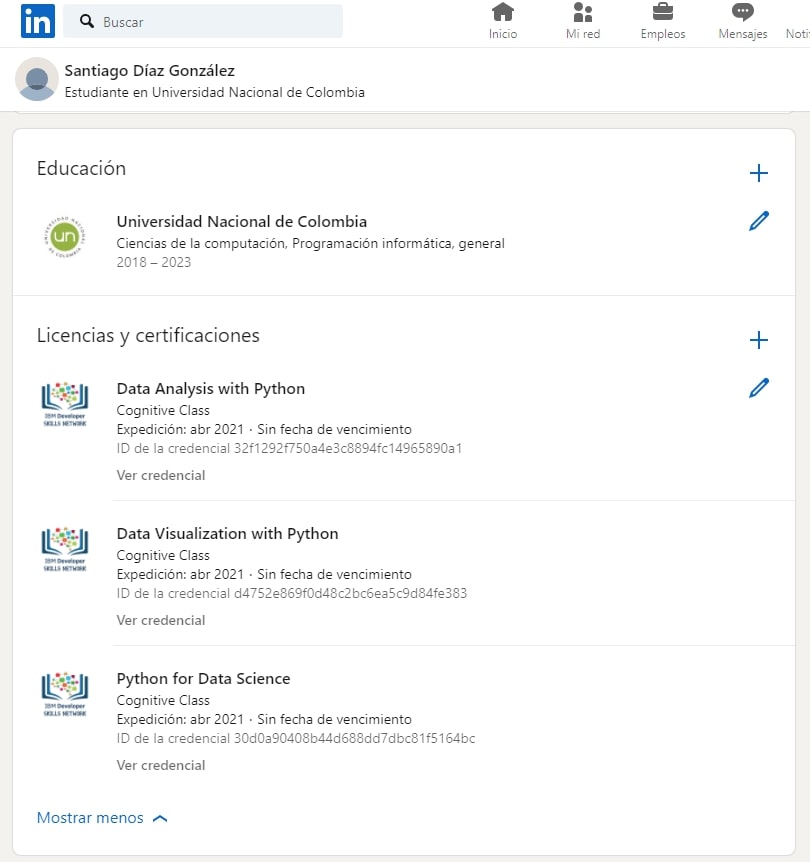 in
Buscar
Inicio
Mi red
Empleos
Mensajes
Noti
Santiago Díaz González
Estudiante en Universidad Nacional de Colombia
Educación
UNIVERSIDAD NACIONAL DE COLOMBIA
un
Universidad Nacional de Colombia
Ciencias de la computación, Programación informática, general
2018 – 2023
Licencias y certificaciones
IBM Developer
SKILLS NETWORK
Data Analysis with Python
Cognitive Class
Expedición: abr 2021 · Sin fecha de vencimiento
ID de la credencial 32f1292f750a4e3c8894fc14965890a1
Ver credencial
IBM Developer
SKILLS NETWORK
Data Visualization with Python
Cognitive Class
Expedición: abr 2021 · Sin fecha de vencimiento
ID de la credencial d4752e869f0d48c2bc6ea5c9d84fe383
Ver credencial
IBM Developer
SKILLS NETWORK
Python for Data Science
Cognitive Class
Expedición: abr 2021 · Sin fecha de vencimiento
ID de la credencial 30d0a90408b44d688dd7dbc81f5164bc
Ver credencial
Mostrar menos